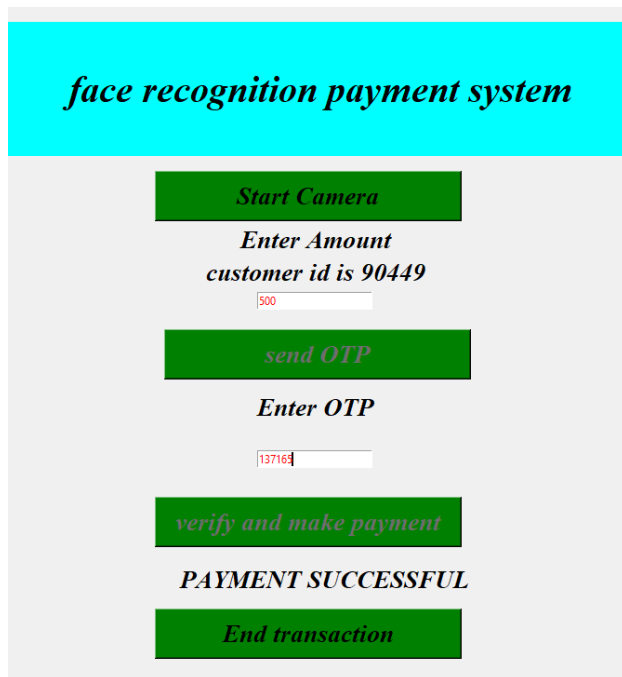 face recognition payment system
Start Camera
Enter Amount
customer id is 90449
500
send OTP
Enter OTP
137165
verify and make payment
PAYMENT SUCCESSFUL
End transaction